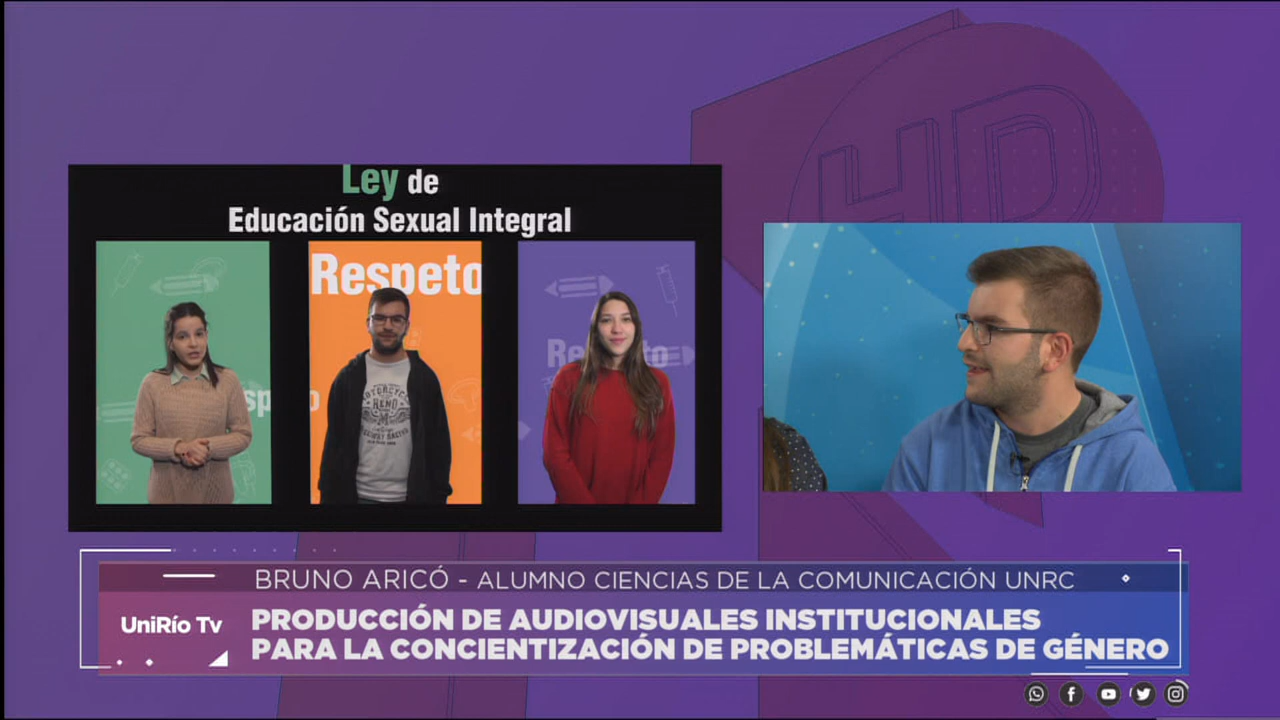 HD
Ley de
Educación Sexual Integral
Respeto
BRUNO ARICÓ - ALUMNO CIENCIAS DE LA COMUNICACIÓN UNRC
UniRío Tv
PRODUCCIÓN DE AUDIOVISUALES INSTITUCIONALES
PARA LA CONCIENTIZACIÓN DE PROBLEMÁTICAS DE GÉNERO